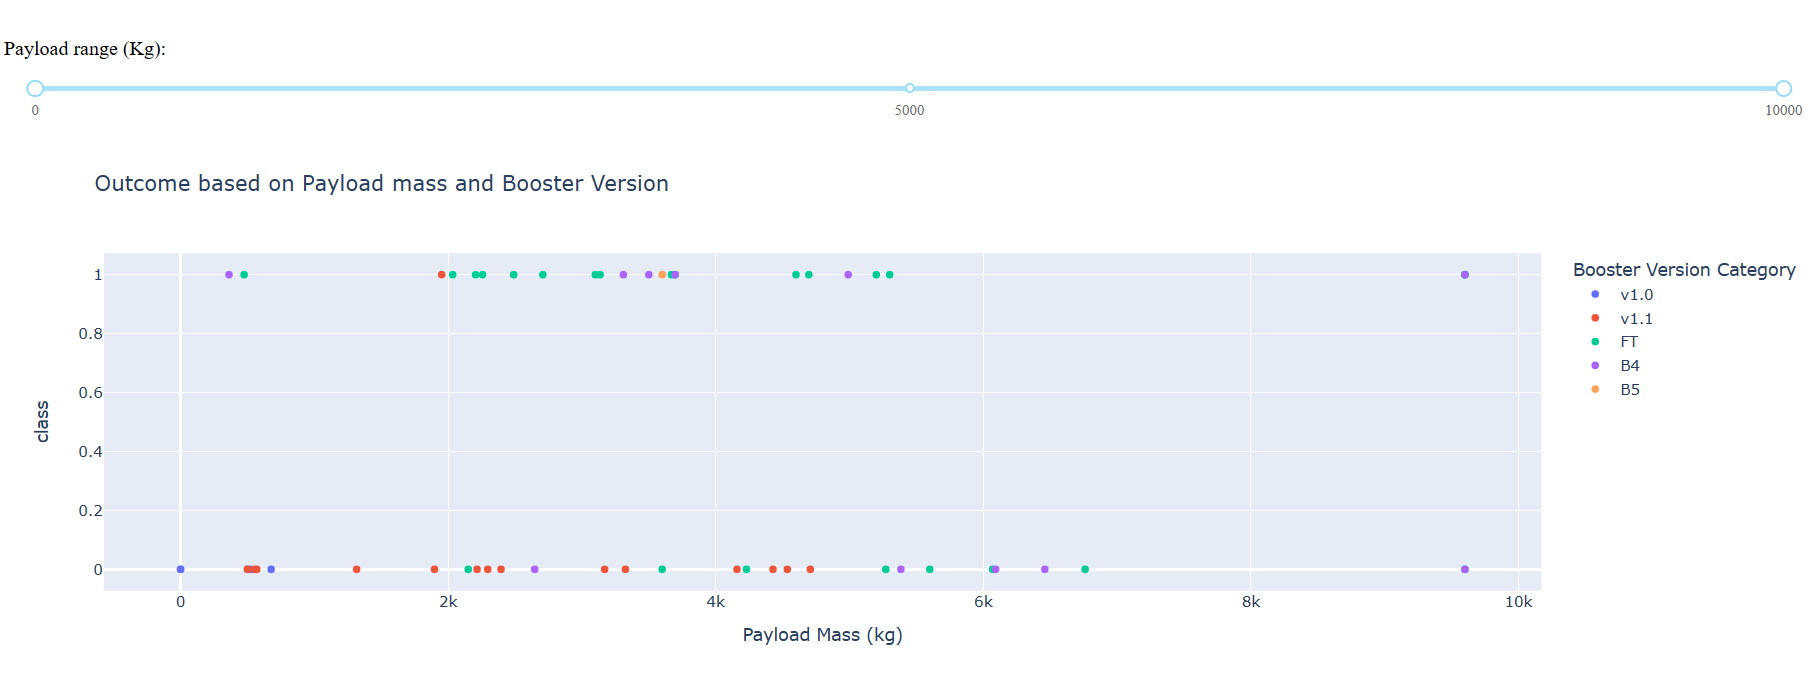 Payload range (Kg):
0 5000 10000
Outcome based on Payload mass and Booster Version
Booster Version Category
v1.0
v1.1
FT
B4
B5
class
1
0.8
0.6
0.4
0.2
0
0 2k 4k 6k 8k 10k
Payload Mass (kg)